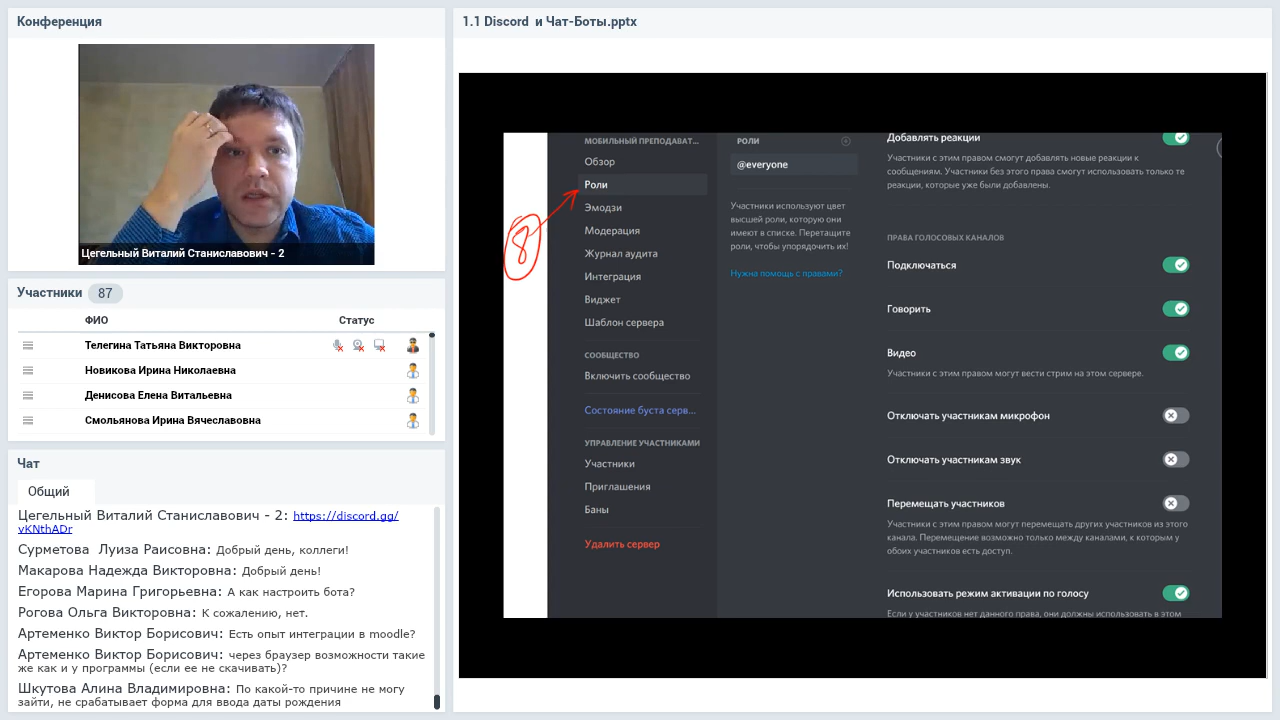 Конференция
Цегельный Виталий Станиславович - 2
Участники 87
ФИО Статус
Телегина Татьяна Викторовна
Новикова Ирина Николаевна
Денисова Елена Витальевна
Смольянова Ирина Вячеславовна
Чат
Общий
Цегельный Виталий Станиславович - 2: https://discord.gg/
vKNthADr
Сурметова Луиза Раисовна: Добрый день, коллеги!
Макарова Надежда Викторовна: Добрый день!
Егорова Марина Григорьевна: А как настроить бота?
Рогова Ольга Викторовна: К сожалению, нет.
Артеменко Виктор Борисович: Есть опыт интеграции в moodle?
Артеменко Виктор Борисович: через браузер возможности такие
же как и у программы (если ее не скачивать)?
Шкутова Алина Владимировна: По какой-то причине не могу
зайти, не срабатывает форма для ввода даты рождения
1.1 Discord и Чат-Боты.pptx
8
МОБИЛЬНЫЙ ПРЕПОДАВАТ...
Обзор
Роли
Эмодзи
Модерация
Журнал аудита
Интеграция
Виджет
Шаблон сервера
СООБЩЕСТВО
Включить сообщество
Состояние буста серв...
УПРАВЛЕНИЕ УЧАСТНИКАМИ
Участники
Приглашения
Баны
Удалить сервер
РОЛИ
@everyone
Участники используют цвет
высшей роли, которую они
имеют в списке. Перетащите
роли, чтобы упорядочить их!
Нужна помощь с правами?
Добавлять реакции
Участники с этим правом смогут добавлять новые реакции к
сообщениям. Участники без этого права смогут использовать только те
реакции, которые уже были добавлены.
ПРАВА ГОЛОСОВЫХ КАНАЛОВ
Подключаться
Говорить
Видео
Участники с этим правом могут вести стрим на этом сервере.
Отключать участникам микрофон
Отключать участникам звук
Перемещать участников
Участники с этим правом могут перемещать других участников из этого
канала. Перемещение возможно только между каналами, к которым у
обоих участников есть доступ.
Использовать режим активации по голосу
Если у участников нет данного права, они должны использовать в этом